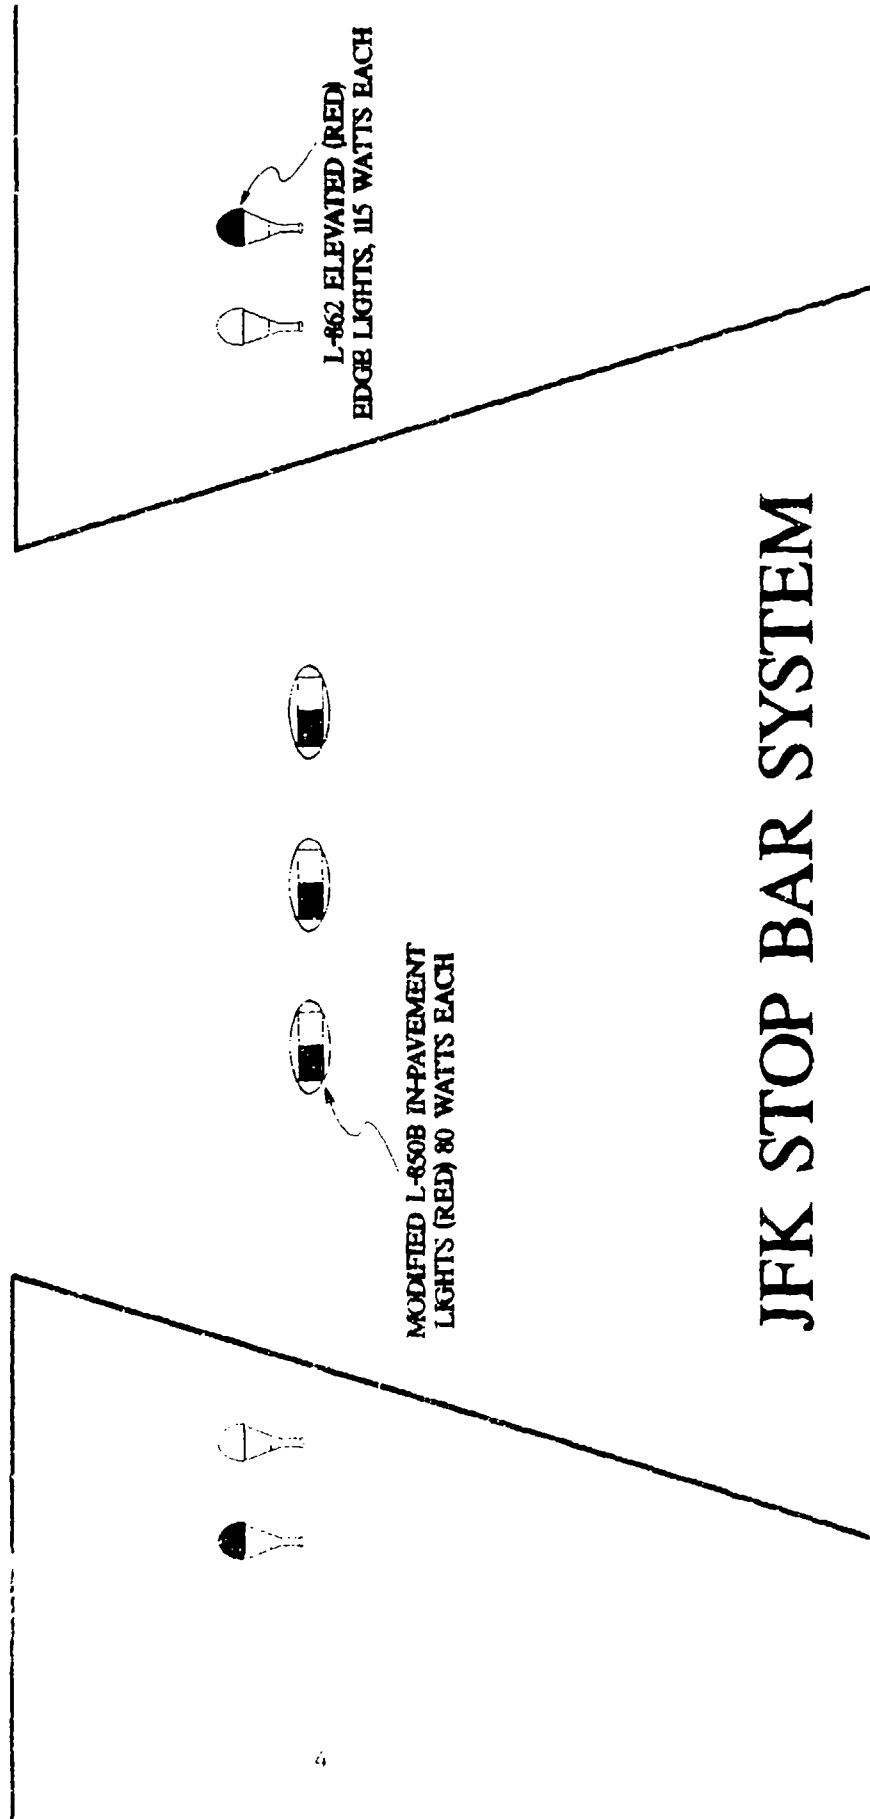 L-862 ELEVATED (RED)
EDGE LIGHTS, 115 WATTS EACH
MODIFIED L-850B IN-PAVEMENT
LIGHTS (RED) 80 WATTS EACH
JFK STOP BAR SYSTEM
4